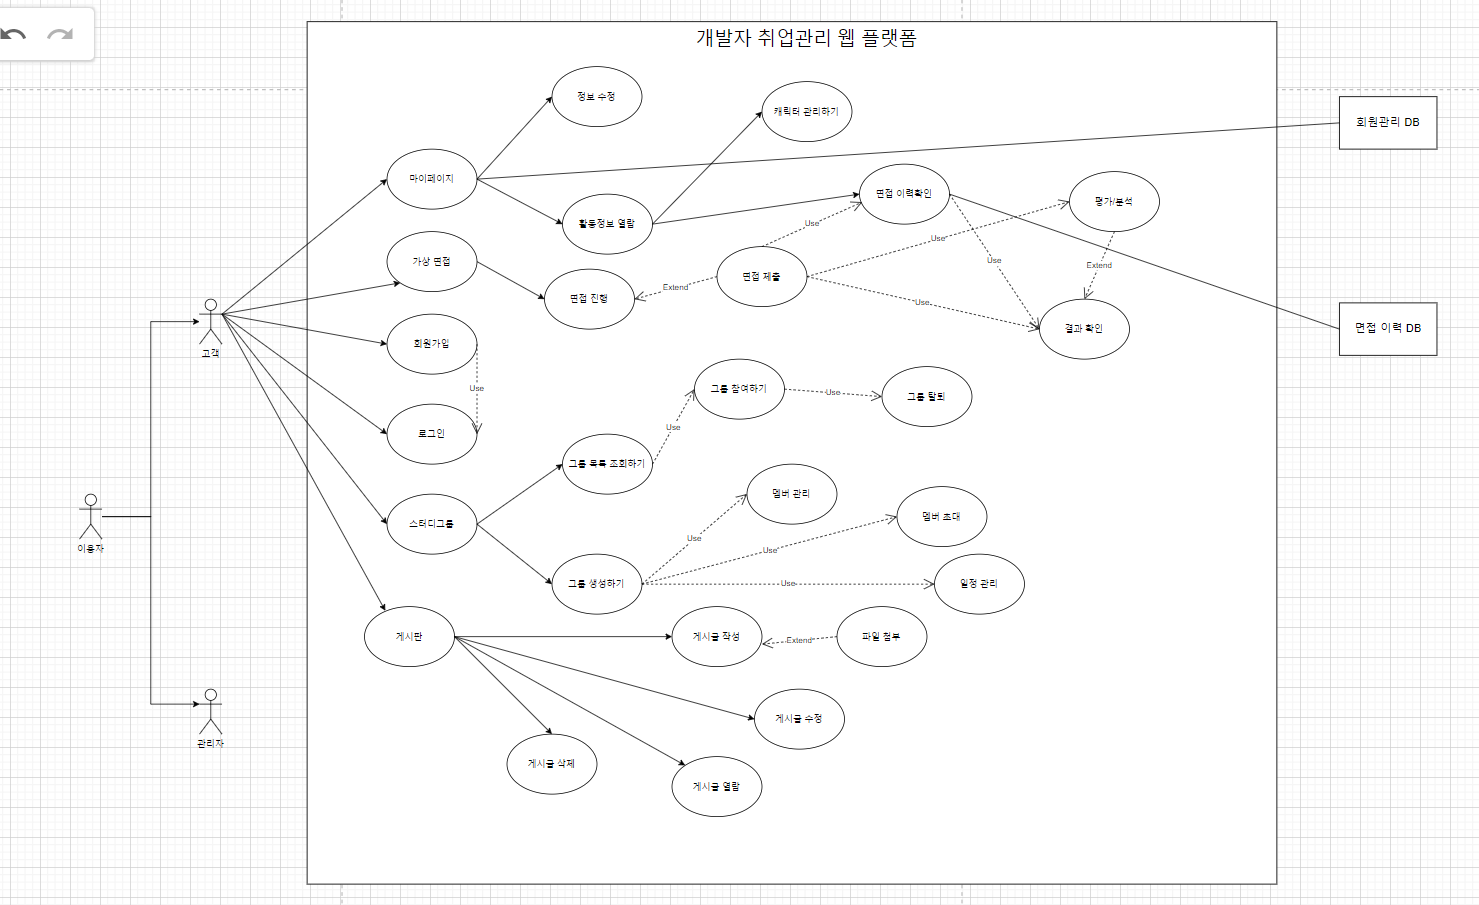 개발자 취업관리 웹 플랫폼
정보 수정
캐릭터 관리하기
회원관리 DB
마이페이지
면접 이력확인
평가/분석
활동정보 열람
Use
Use
가상 면접
Use
Extend
면접 제출
Extend
면접 진행
Use
고객
회원가입
결과 확인
면접 이력 DB
Use
그룹 참여하기
Use
그룹 탈퇴
로그인
Use
그룹 목록 조회하기
멤버 관리
이용자
스터디그룹
멤버 초대
Use
Use
그룹 생성하기
Use
일정 관리
게시판
게시글 작성
Extend
파일 첨부
관리자
게시글 수정
게시글 삭제
게시글 열람